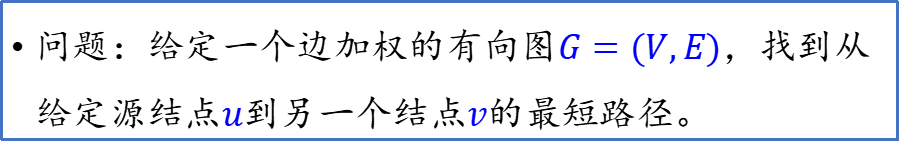 • 问题：给定一个边加权的有向图G = (V, E)，找到从
给定源结点u到另一个结点v的最短路径。